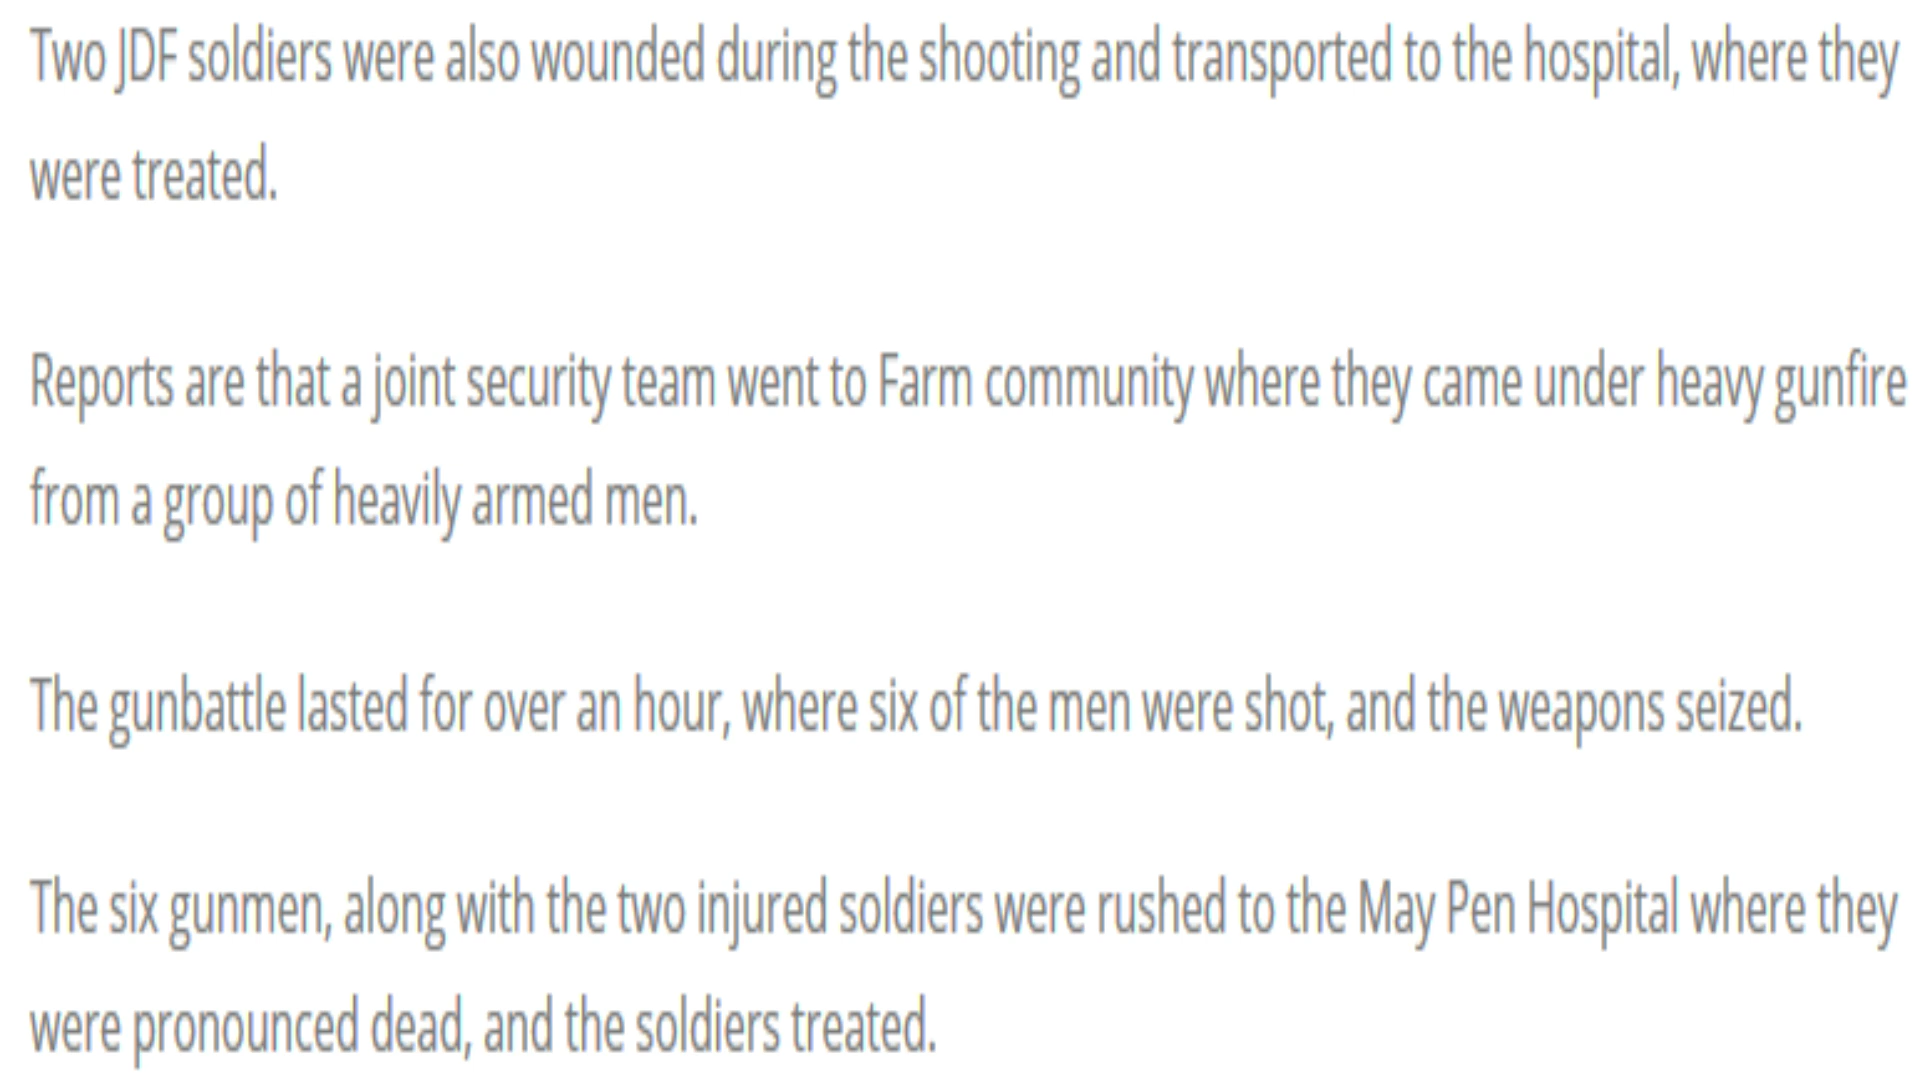 Two JDF soldiers were also wounded during the shooting and transported to the hospital, where they
were treated.
Reports are that a joint security team went to Farm community where they came under heavy gunfire
from a group of heavily armed men.
The gunbattle lasted for over an hour, where six of the men were shot, and the weapons seized.
The six gunmen, along with the two injured soldiers were rushed to the May Pen Hospital where they
were pronounced dead, and the soldiers treated.